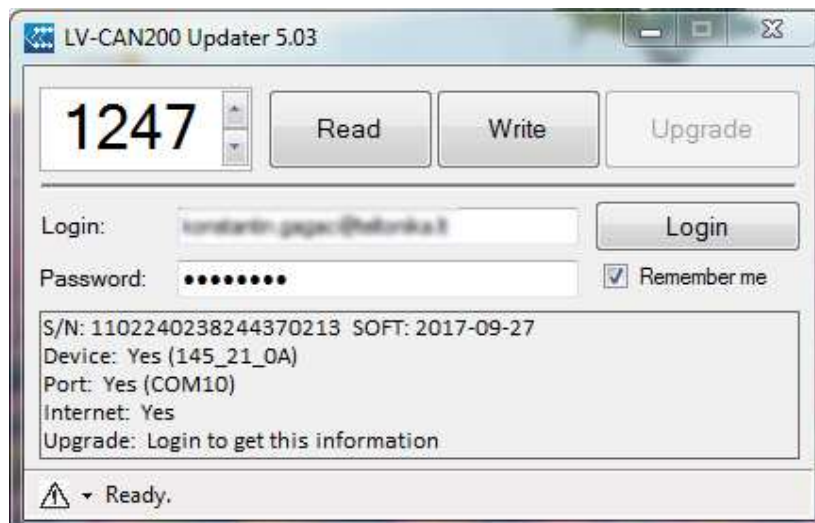 LV-CAN200 Updater 5.03
1247 Read Write Upgrade
Login: Login
Password: •••••••• Remember me
S/N: 1102240238244370213 SOFT: 2017-09-27
Device: Yes (145_21_0A)
Port: Yes (COM10)
Internet: Yes
Upgrade: Login to get this information
Ready.